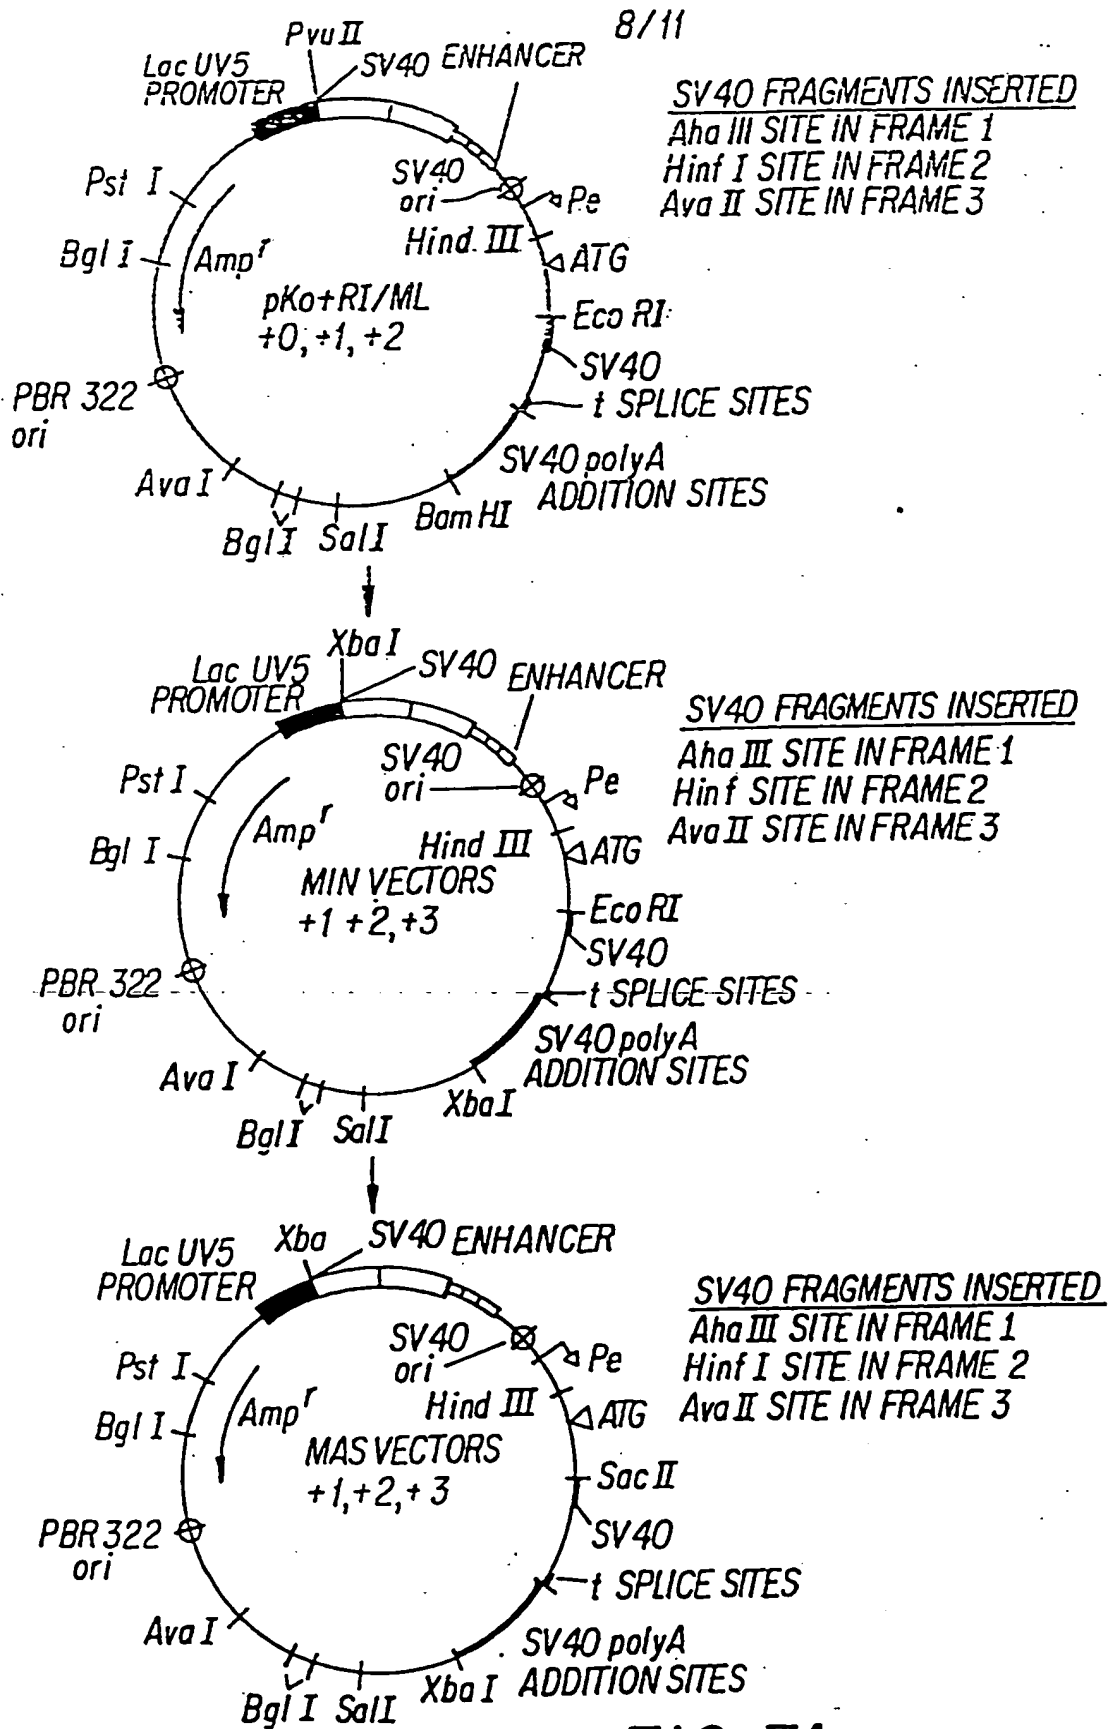 8/11
Pvu II
Lac UV5
PROMOTER
SV40 ENHANCER
SV40 FRAGMENTS INSERTED
Aha III SITE IN FRAME 1
Hinf I SITE IN FRAME 2
Ava II SITE IN FRAME 3
Pst I
SV40
ori
Pe
Hind III
Bgl I
Amp r
ATG
pKo+RI/ML
+0, +1, +2
Eco RI
SV40
PBR 322
ori
t SPLICE SITES
SV40 polyA
ADDITION SITES
Ava I
Bam HI
Bgl I
Sal I
Xba I
Lac UV5
PROMOTER
SV40 ENHANCER
SV40 FRAGMENTS INSERTED
Aha III SITE IN FRAME 1
Hinf SITE IN FRAME 2
Ava II SITE IN FRAME 3
SV40
ori
Pst I
Pe
Amp r
Hind III
Bgl I
ATG
MIN VECTORS
+1 +2, +3
Eco RI
SV40
PBR 322
ori
t SPLICE SITES
SV40 polyA
ADDITION SITES
Ava I
Xba I
Bgl I
Sal I
Lac UV5
PROMOTER
Xba
SV40 ENHANCER
SV40 FRAGMENTS INSERTED
Aha III SITE IN FRAME 1
Hinf I SITE IN FRAME 2
Ava II SITE IN FRAME 3
SV40
ori
Pst I
Pe
Amp r
Hind III
Bgl I
ATG
MAS VECTORS
+1, +2, +3
Sac II
SV40
PBR 322
ori
t SPLICE SITES
Ava I
SV40 polyA
ADDITION SITES
Xba I
Bgl I
Sal I